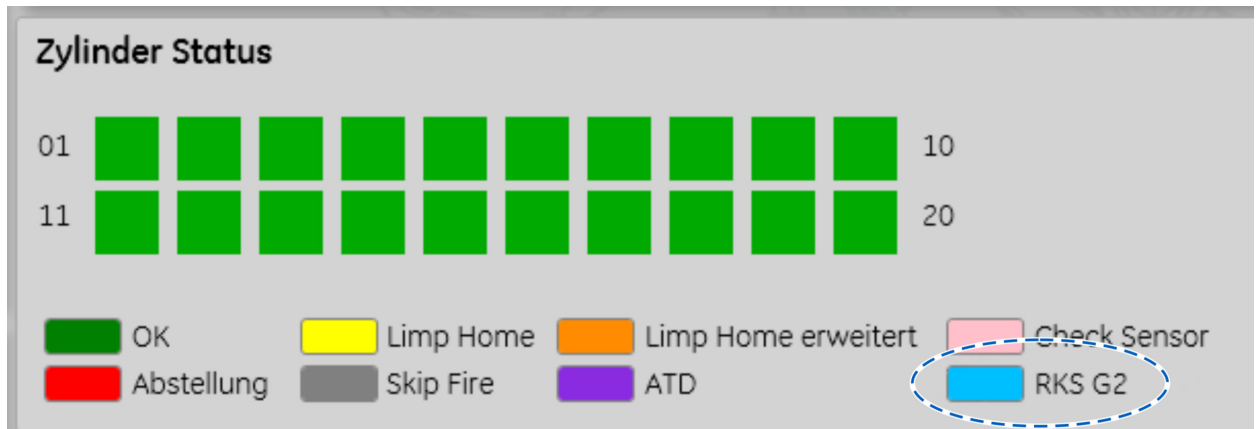 Zylinder Status
01 10
11 20
OK Limp Home Limp Home erweitert Check Sensor
Abstellung Skip Fire ATD RKS G2